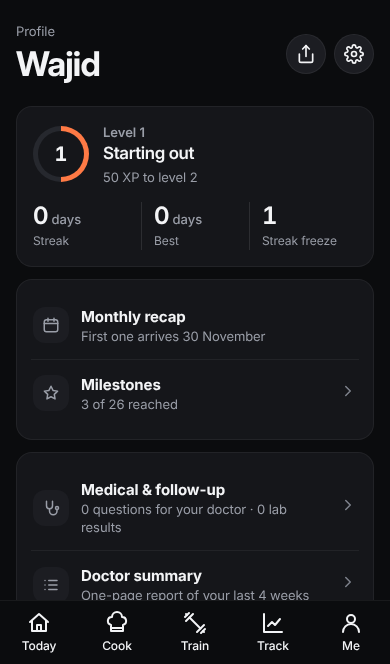 Profile
Wajid
1
Level 1
Starting out
50 XP to level 2
0 days
Streak
0 days
Best
1
Streak freeze
Monthly recap
First one arrives 30 November
Milestones
3 of 26 reached
Medical & follow-up
0 questions for your doctor · 0 lab
results
Doctor summary
One-page report of your last 4 weeks
Today
Cook
Train
Track
Me